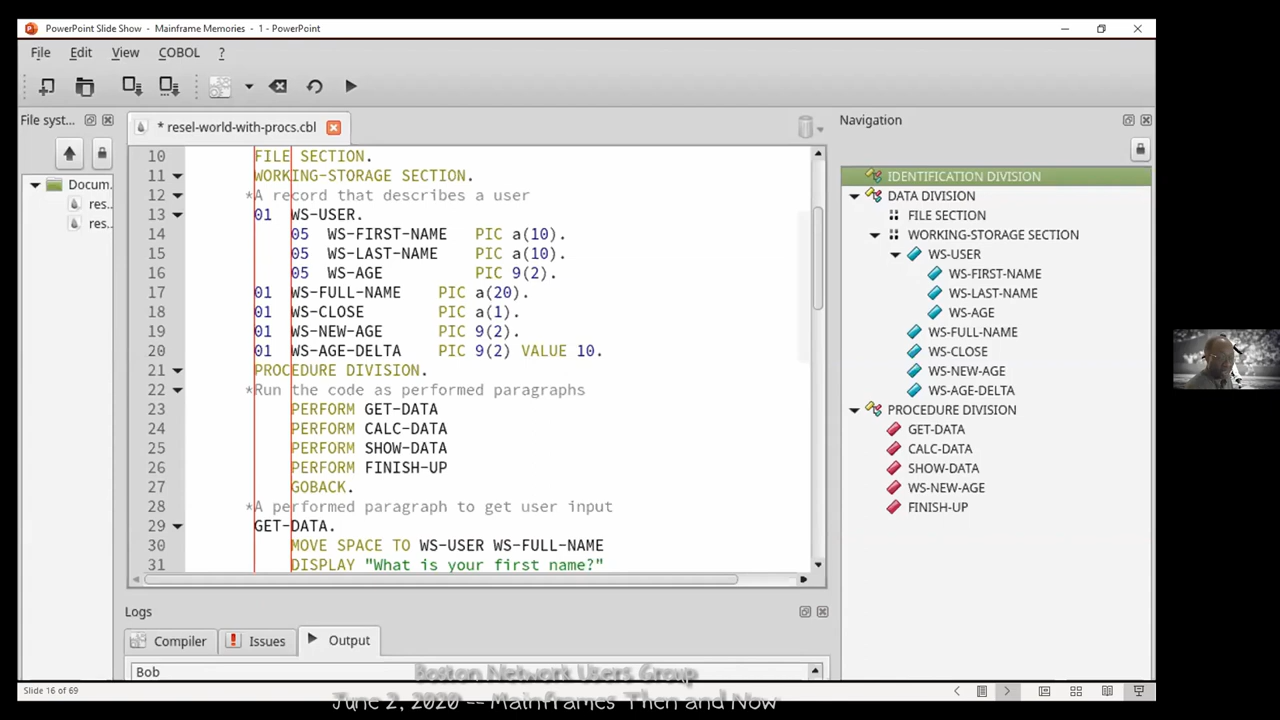 PowerPoint Slide Show - Mainframe Memories - 1 - PowerPoint
File Edit View COBOL ?
File syst...
* resel-world-with-procs.cbl
Navigation
Docum.
res.
res.
10 FILE SECTION.
11 WORKING-STORAGE SECTION.
12 *A record that describes a user
13 01 WS-USER.
14 05 WS-FIRST-NAME PIC a(10).
15 05 WS-LAST-NAME PIC a(10).
16 05 WS-AGE PIC 9(2).
17 01 WS-FULL-NAME PIC a(20).
18 01 WS-CLOSE PIC a(1).
19 01 WS-NEW-AGE PIC 9(2).
20 01 WS-AGE-DELTA PIC 9(2) VALUE 10.
21 PROCEDURE DIVISION.
22 *Run the code as performed paragraphs
23 PERFORM GET-DATA
24 PERFORM CALC-DATA
25 PERFORM SHOW-DATA
26 PERFORM FINISH-UP
27 GOBACK.
28 *A performed paragraph to get user input
29 GET-DATA.
30 MOVE SPACE TO WS-USER WS-FULL-NAME
31 DISPLAY "What is your first name?"
IDENTIFICATION DIVISION
DATA DIVISION
FILE SECTION
WORKING-STORAGE SECTION
WS-USER
WS-FIRST-NAME
WS-LAST-NAME
WS-AGE
WS-FULL-NAME
WS-CLOSE
WS-NEW-AGE
WS-AGE-DELTA
PROCEDURE DIVISION
GET-DATA
CALC-DATA
SHOW-DATA
WS-NEW-AGE
FINISH-UP
Logs
Compiler Issues Output
Bob
Boston Network Users Group
Slide 16 of 69
June 2, 2020 -- Mainframes Then and Now